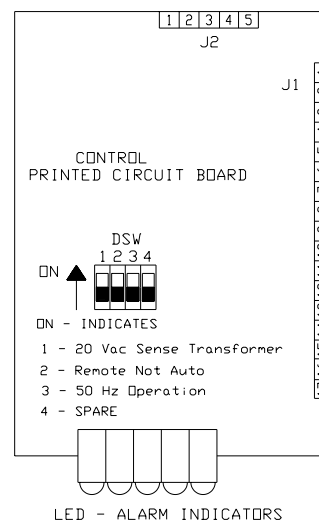 1 2 3 4 5
J2
J1
CONTROL
PRINTED CIRCUIT BOARD
DSW
1 2 3 4
ON
ON - INDICATES
1 - 20 Vac Sense Transformer
2 - Remote Not Auto
3 - 50 Hz Operation
4 - SPARE
LED - ALARM INDICATORS